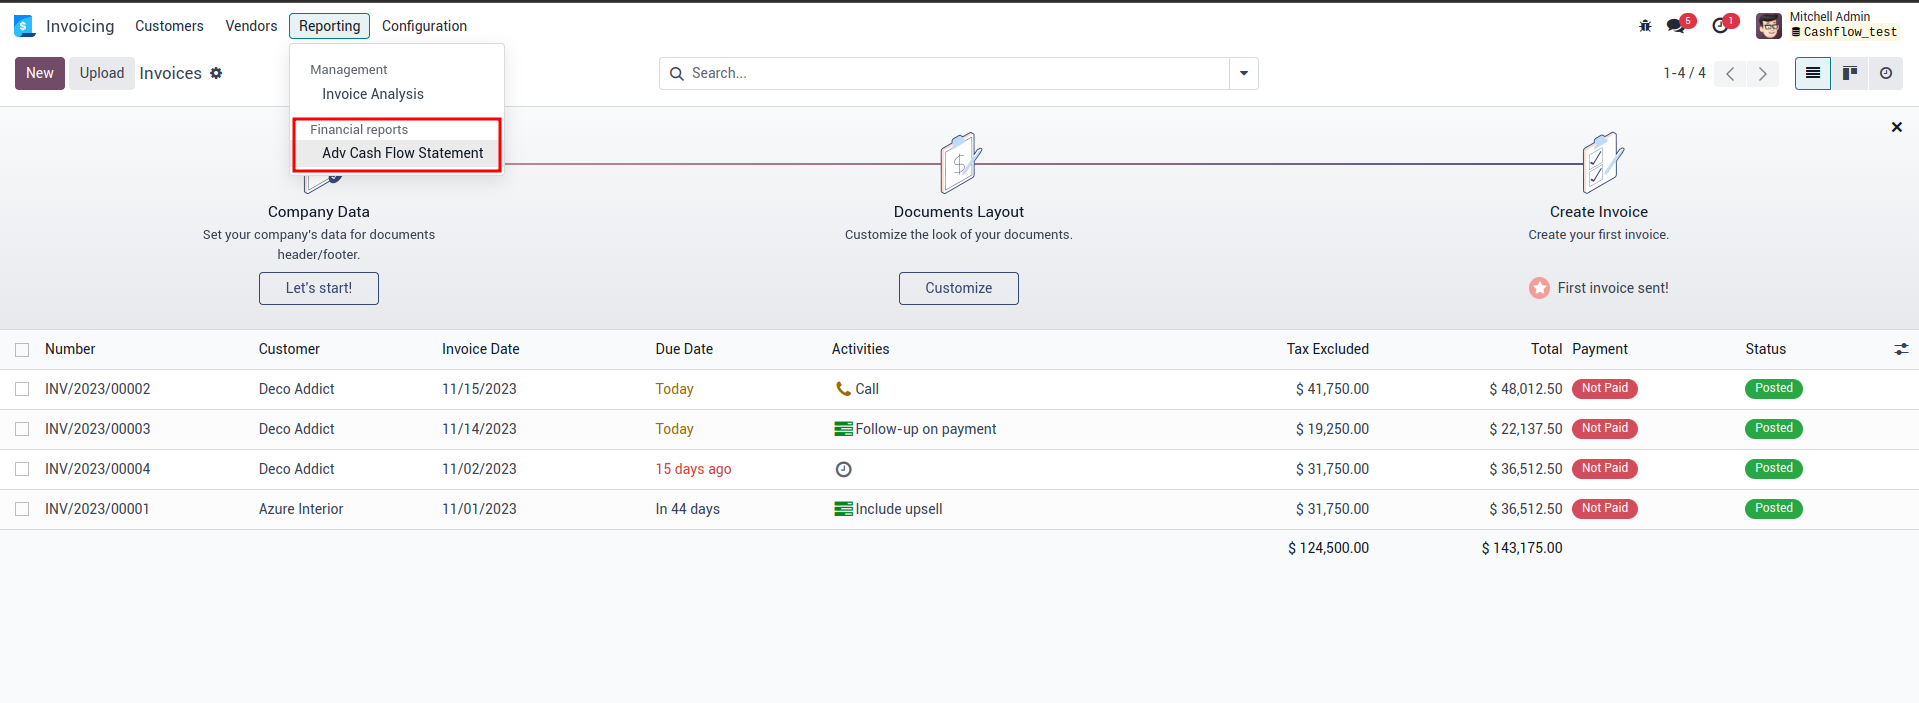 Invoicing Customers Vendors Reporting Configuration 5 1 Mitchell Admin
Cashflow_test
New Upload Invoices Search... 1-4 / 4
Management
Invoice Analysis
Financial reports
Adv Cash Flow Statement
Company Data Documents Layout Create Invoice
Set your company's data for documents Customize the look of your documents. Create your first invoice.
header/footer.
Let's start! Customize First invoice sent!
Number Customer Invoice Date Due Date Activities Tax Excluded Total Payment Status
INV/2023/00002 Deco Addict 11/15/2023 Today Call $ 41,750.00 $ 48,012.50 Not Paid Posted
INV/2023/00003 Deco Addict 11/14/2023 Today Follow-up on payment $ 19,250.00 $ 22,137.50 Not Paid Posted
INV/2023/00004 Deco Addict 11/02/2023 15 days ago $ 31,750.00 $ 36,512.50 Not Paid Posted
INV/2023/00001 Azure Interior 11/01/2023 In 44 days Include upsell $ 31,750.00 $ 36,512.50 Not Paid Posted
$ 124,500.00 $ 143,175.00